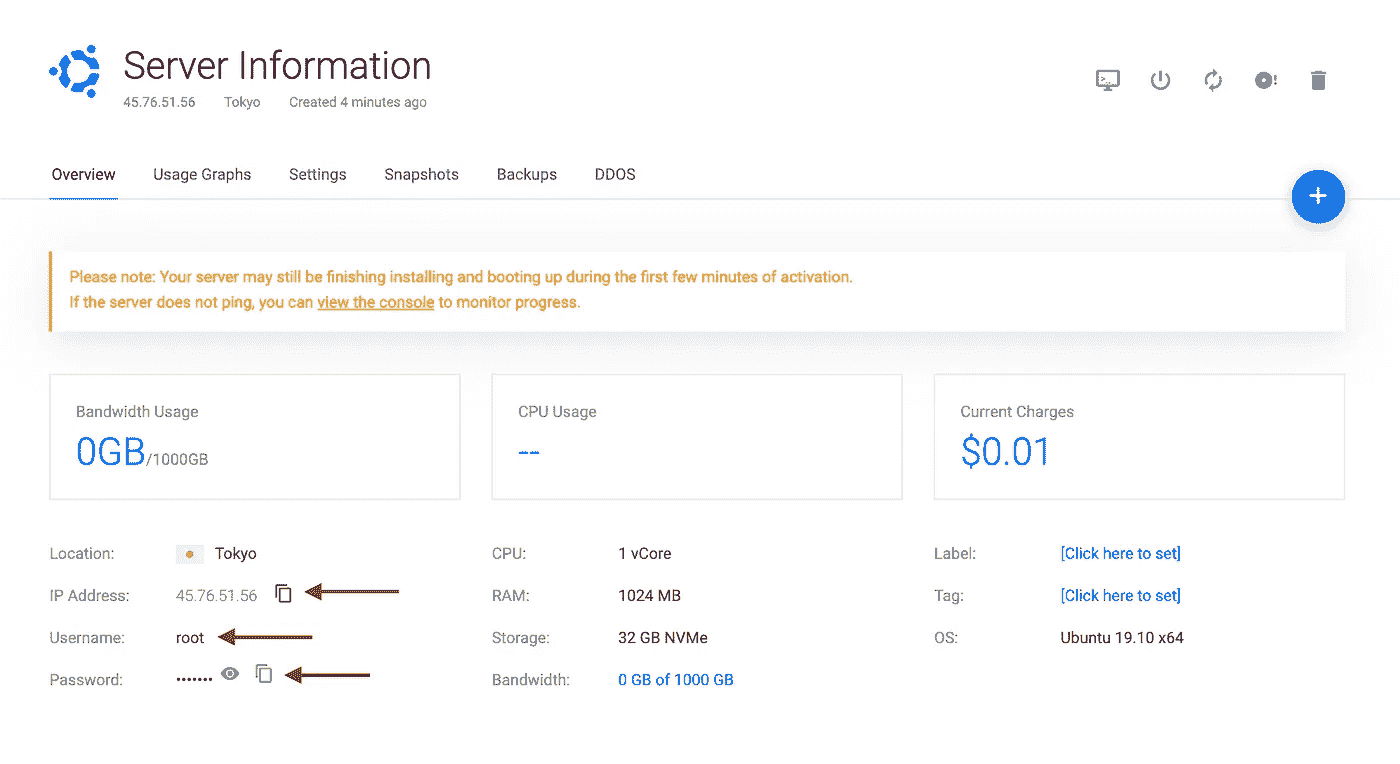 Server Information
45.76.51.56 Tokyo Created 4 minutes ago
Overview Usage Graphs Settings Snapshots Backups DDOS
Please note: Your server may still be finishing installing and booting up during the first few minutes of activation.
If the server does not ping, you can view the console to monitor progress.
Bandwidth Usage
0GB/1000GB
CPU Usage
--
Current Charges
$0.01
Location: Tokyo
IP Address: 45.76.51.56
Username: root
Password: •••••••
CPU: 1 vCore
RAM: 1024 MB
Storage: 32 GB NVMe
Bandwidth: 0 GB of 1000 GB
Label: [Click here to set]
Tag: [Click here to set]
OS: Ubuntu 19.10 x64